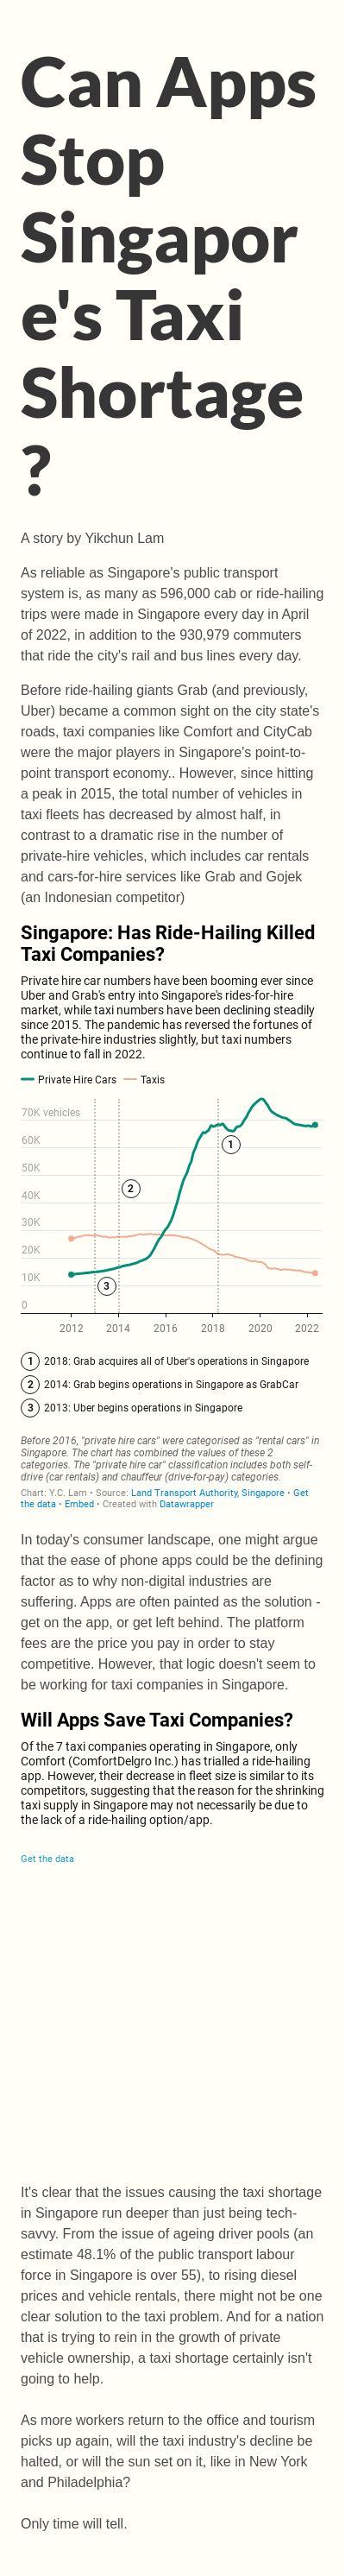 Can Apps
Stop
Singapor
e's Taxi
Shortage
?
A story by Yikchun Lam
As reliable as Singapore's public transport
system is, as many as 596,000 cab or ride-hailing
trips were made in Singapore every day in April
of 2022, in addition to the 930,979 commuters
that ride the city's rail and bus lines every day.
Before ride-hailing giants Grab (and previously,
Uber) became a common sight on the city state's
roads, taxi companies like Comfort and CityCab
were the major players in Singapore's point-to-
point transport economy.. However, since hitting
a peak in 2015, the total number of vehicles in
taxi fleets has decreased by almost half, in
contrast to a dramatic rise in the number of
private-hire vehicles, which includes car rentals
and cars-for-hire services like Grab and Gojek
(an Indonesian competitor)
Singapore: Has Ride-Hailing Killed
Taxi Companies?
Private hire car numbers have been booming ever since
Uber and Grab's entry into Singapore's rides-for-hire
market, while taxi numbers have been declining steadily
since 2015. The pandemic has reversed the fortunes of
the private-hire industries slightly, but taxi numbers
continue to fall in 2022.
Private Hire Cars Taxis
70K vehicles
60K
1
50K
2
40K
30K
20K
10K
3
0
2012 2014 2016 2018 2020 2022
1 2018: Grab acquires all of Uber's operations in Singapore
2 2014: Grab begins operations in Singapore as GrabCar
3 2013: Uber begins operations in Singapore
Before 2016, "private hire cars" were categorised as "rental cars" in
Singapore. The chart has combined the values of these 2
categories. The "private hire car" classification includes both self-
drive (car rentals) and chauffeur (drive-for-pay) categories.
Chart: Y.C. Lam • Source: Land Transport Authority, Singapore • Get
the data • Embed • Created with Datawrapper
In today's consumer landscape, one might argue
that the ease of phone apps could be the defining
factor as to why non-digital industries are
suffering. Apps are often painted as the solution -
get on the app, or get left behind. The platform
fees are the price you pay in order to stay
competitive. However, that logic doesn't seem to
be working for taxi companies in Singapore.
Will Apps Save Taxi Companies?
Of the 7 taxi companies operating in Singapore, only
Comfort (ComfortDelgro Inc.) has trialled a ride-hailing
app. However, their decrease in fleet size is similar to its
competitors, suggesting that the reason for the shrinking
taxi supply in Singapore may not necessarily be due to
the lack of a ride-hailing option/app.
Get the data
It's clear that the issues causing the taxi shortage
in Singapore run deeper than just being tech-
savvy. From the issue of ageing driver pools (an
estimate 48.1% of the public transport labour
force in Singapore is over 55), to rising diesel
prices and vehicle rentals, there might not be one
clear solution to the taxi problem. And for a nation
that is trying to rein in the growth of private
vehicle ownership, a taxi shortage certainly isn't
going to help.
As more workers return to the office and tourism
picks up again, will the taxi industry's decline be
halted, or will the sun set on it, like in New York
and Philadelphia?
Only time will tell.